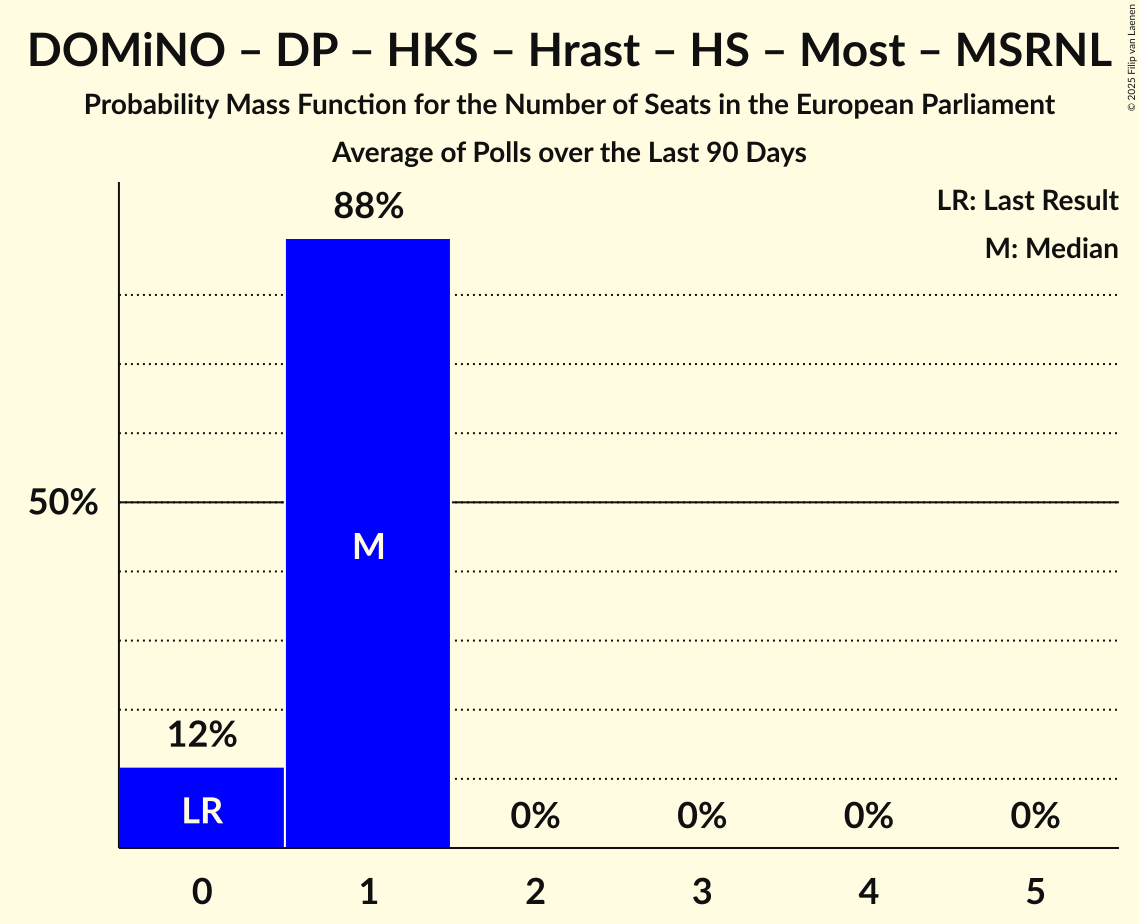 DOMiNO – DP – HKS – Hrast – HS – Most – MSRNL
Probability Mass Function for the Number of Seats in the European Parliament
Average of Polls over the Last 90 Days
© 2025 Filip van Laenen
LR: Last Result
M: Median
88%
50%
M
12%
LR
0%
0%
0%
0%
0
1
2
3
4
5